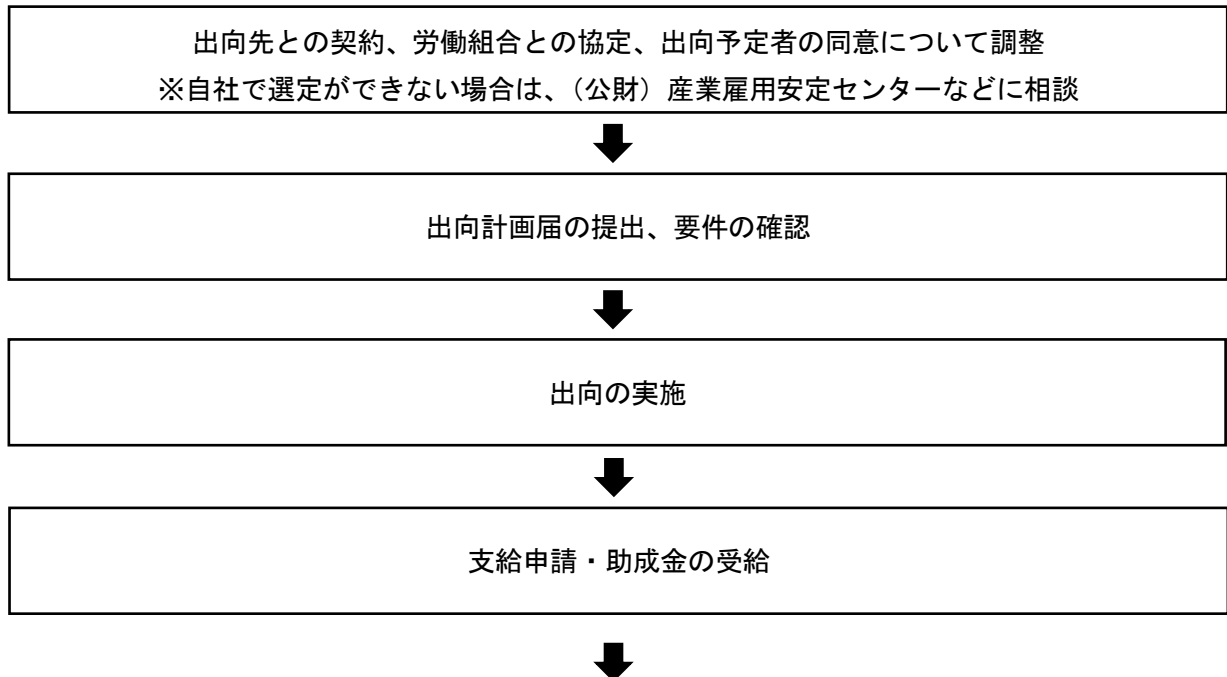 出向先との契約、労働組合との協定、出向予定者の同意について調整
※自社で選定ができない場合は、（公財）産業雇用安定センターなどに相談
出向計画届の提出、要件の確認
出向の実施
支給申請・助成金の受給